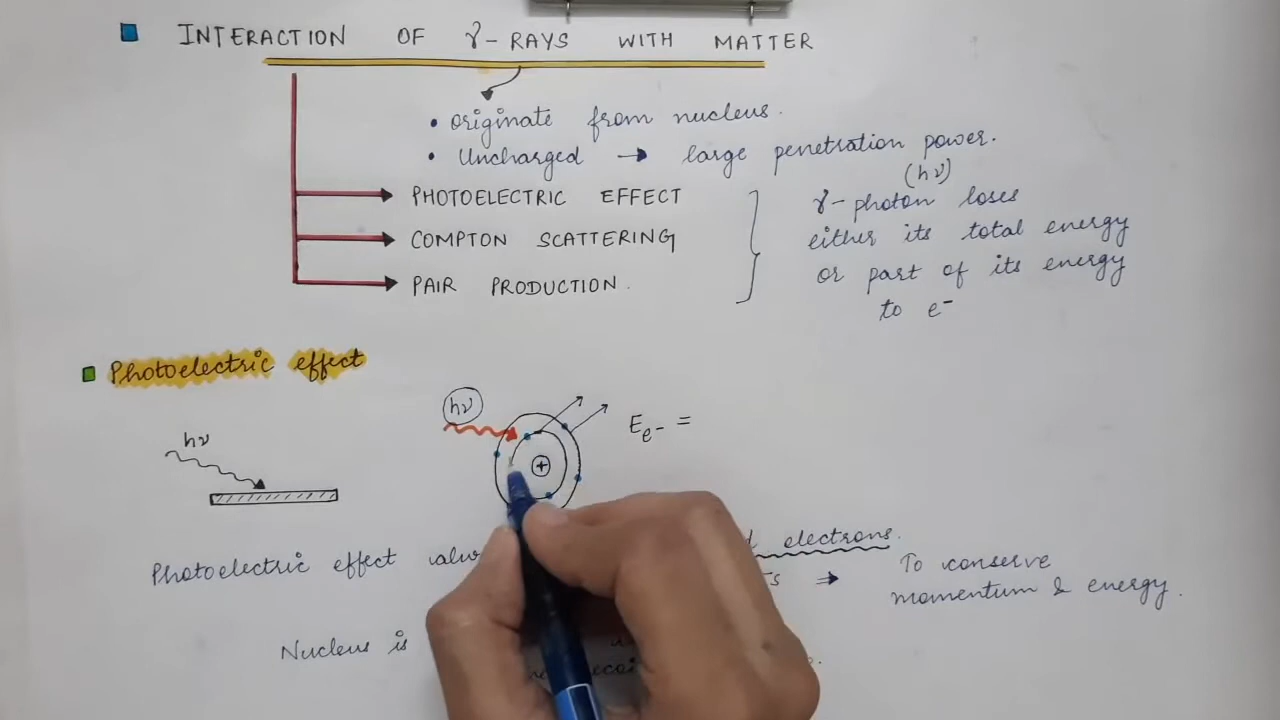 INTERACTION OF γ-RAYS WITH MATTER
• originate from nucleus.
• Uncharged → large penetration power.
PHOTOELECTRIC EFFECT
COMPTON SCATTERING
PAIR PRODUCTION.
(hν)
γ-photon loses
either its total energy
or part of its energy
to e⁻
Photoelectric effect
hν
hν
+
E e⁻ =
Photoelectric effect electrons.
⇒ To conserve
momentum & energy.
Nucleus is